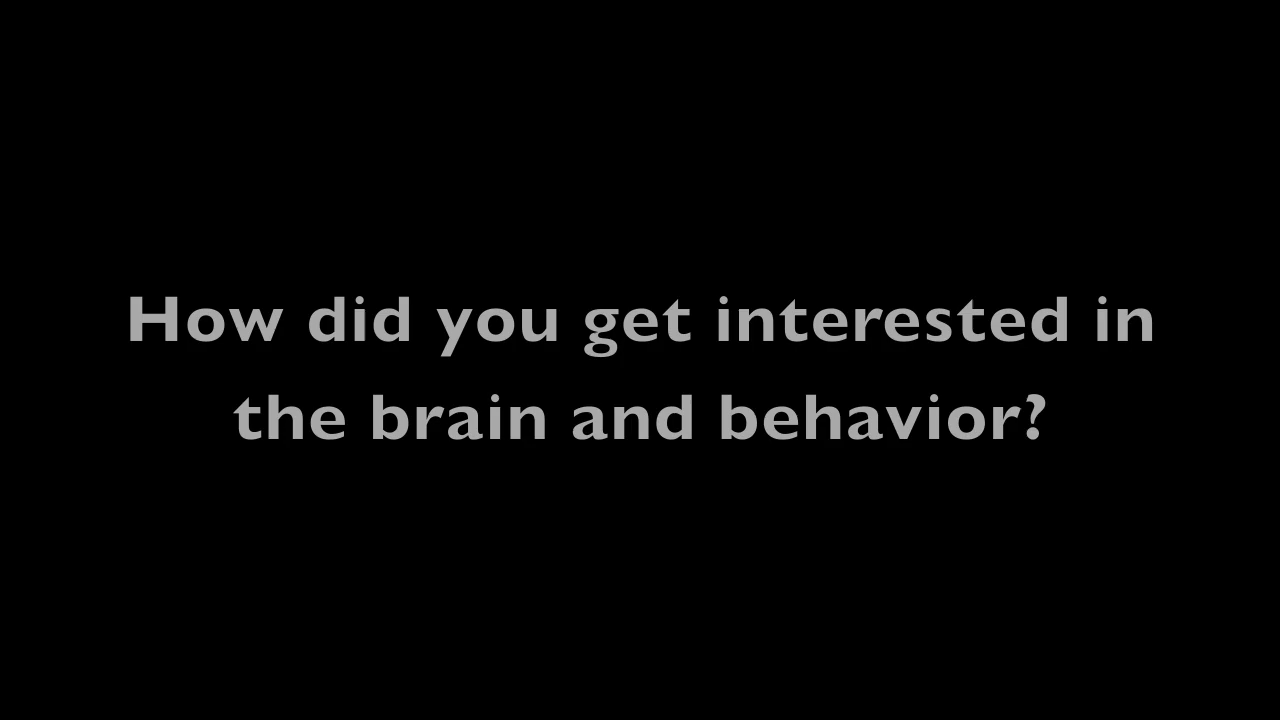 How did you get interested in
the brain and behavior?